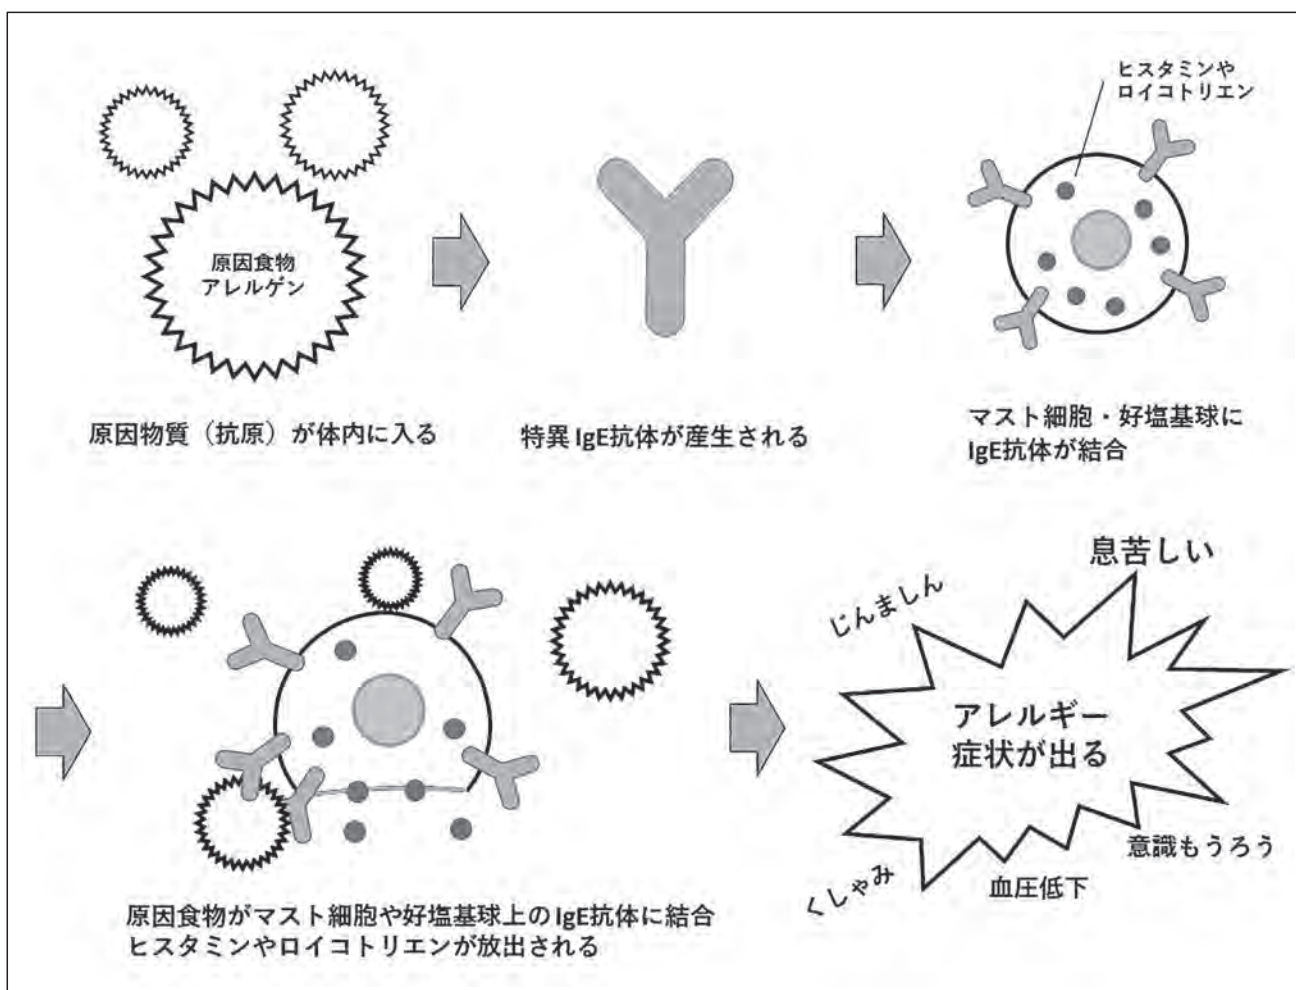 原因食物
アレルゲン
原因物質（抗原）が体内に入る
特異IgE抗体が産生される
ヒスタミンや
ロイコトリエン
マスト細胞・好塩基球に
IgE抗体が結合
原因食物がマスト細胞や好塩基球上のIgE抗体に結合
ヒスタミンやロイコトリエンが放出される
息苦しい
じんましん
アレルギー
症状が出る
意識もうろう
血圧低下
くしゃみ